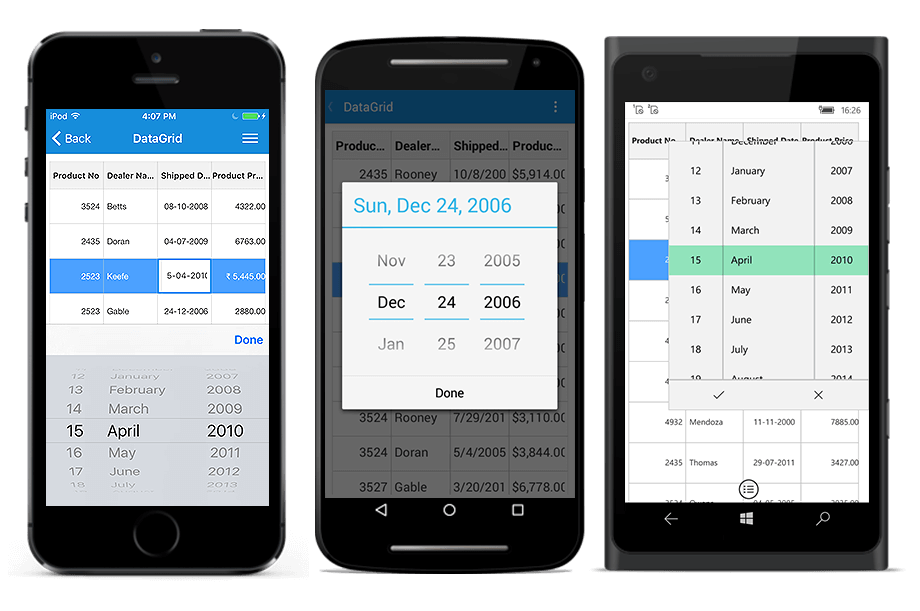 iPod 4:07 PM
Back DataGrid
Product No Dealer Na... Shipped D... Product Pr...
3524 Betts 08-10-2008 4322.00
2435 Doran 04-07-2009 6763.00
2523 Keefe 5-04-201 ₹ 5,445.00
2523 Gable 24-12-2006 2880.00
Done
12 January 2007
13 February 2008
14 March 2009
15 April 2010
16 May 2011
17 June 2012
18 July 2013
DataGrid
Produc... Dealer... Shipped... Produc...
2435 Rooney 10/8/200 $5,914.00
Sun, Dec 24, 2006
Nov 23 2005
Dec 24 2006
Jan 25 2007
Done
3524 Rooney 7/29/201 $3,110.00
3524 Doran 5/4/2005 $3,844.00
3527 Gable 3/20/201 $6,778.00
16:26
Product No Dealer Name Shipped Date Product Price
11 December 2006
12 January 2007
13 February 2008
14 March 2009
15 April 2010
16 May 2011
17 June 2012
18 July 2013
19 August 2014
4932 Mendoza 11-11-2000 7885.00
2435 Thomas 29-07-2011 3427.00